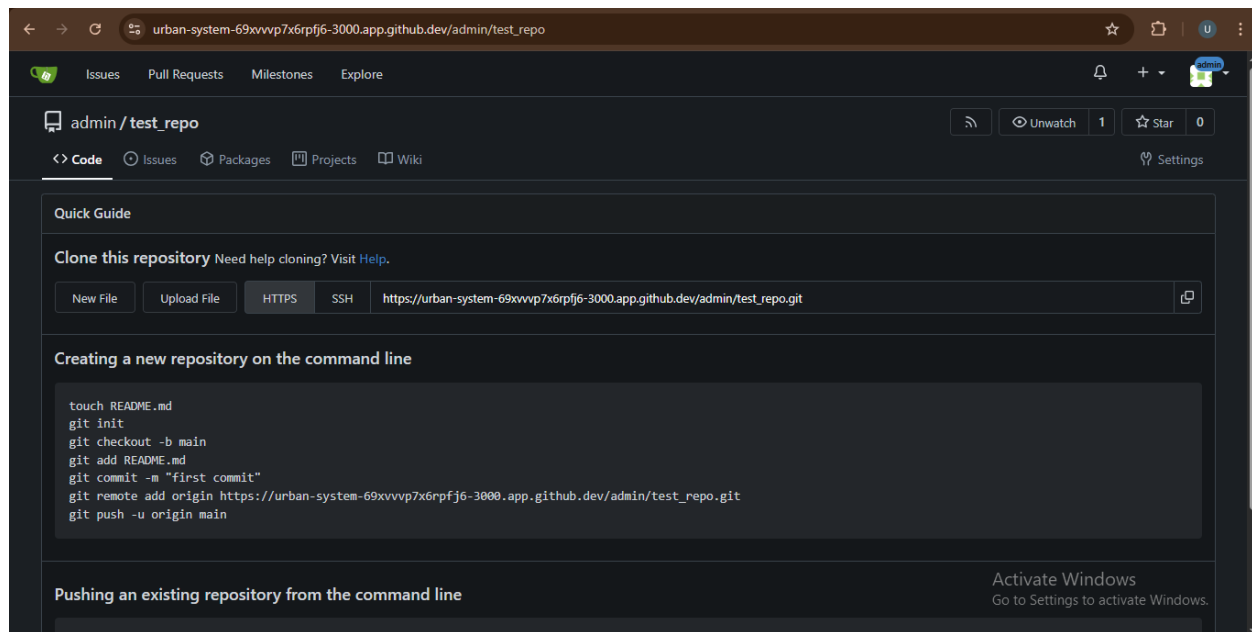 urban-system-69xvvvp7x6rpfj6-3000.app.github.dev/admin/test_repo
U
Issues Pull Requests Milestones Explore
admin
admin / test_repo
Unwatch 1 Star 0
Code Issues Packages Projects Wiki Settings
Quick Guide
Clone this repository Need help cloning? Visit Help.
New File Upload File HTTPS SSH https://urban-system-69xvvvp7x6rpfj6-3000.app.github.dev/admin/test_repo.git
Creating a new repository on the command line
touch README.md
git init
git checkout -b main
git add README.md
git commit -m "first commit"
git remote add origin https://urban-system-69xvvvp7x6rpfj6-3000.app.github.dev/admin/test_repo.git
git push -u origin main
Activate Windows
Go to Settings to activate Windows.
Pushing an existing repository from the command line